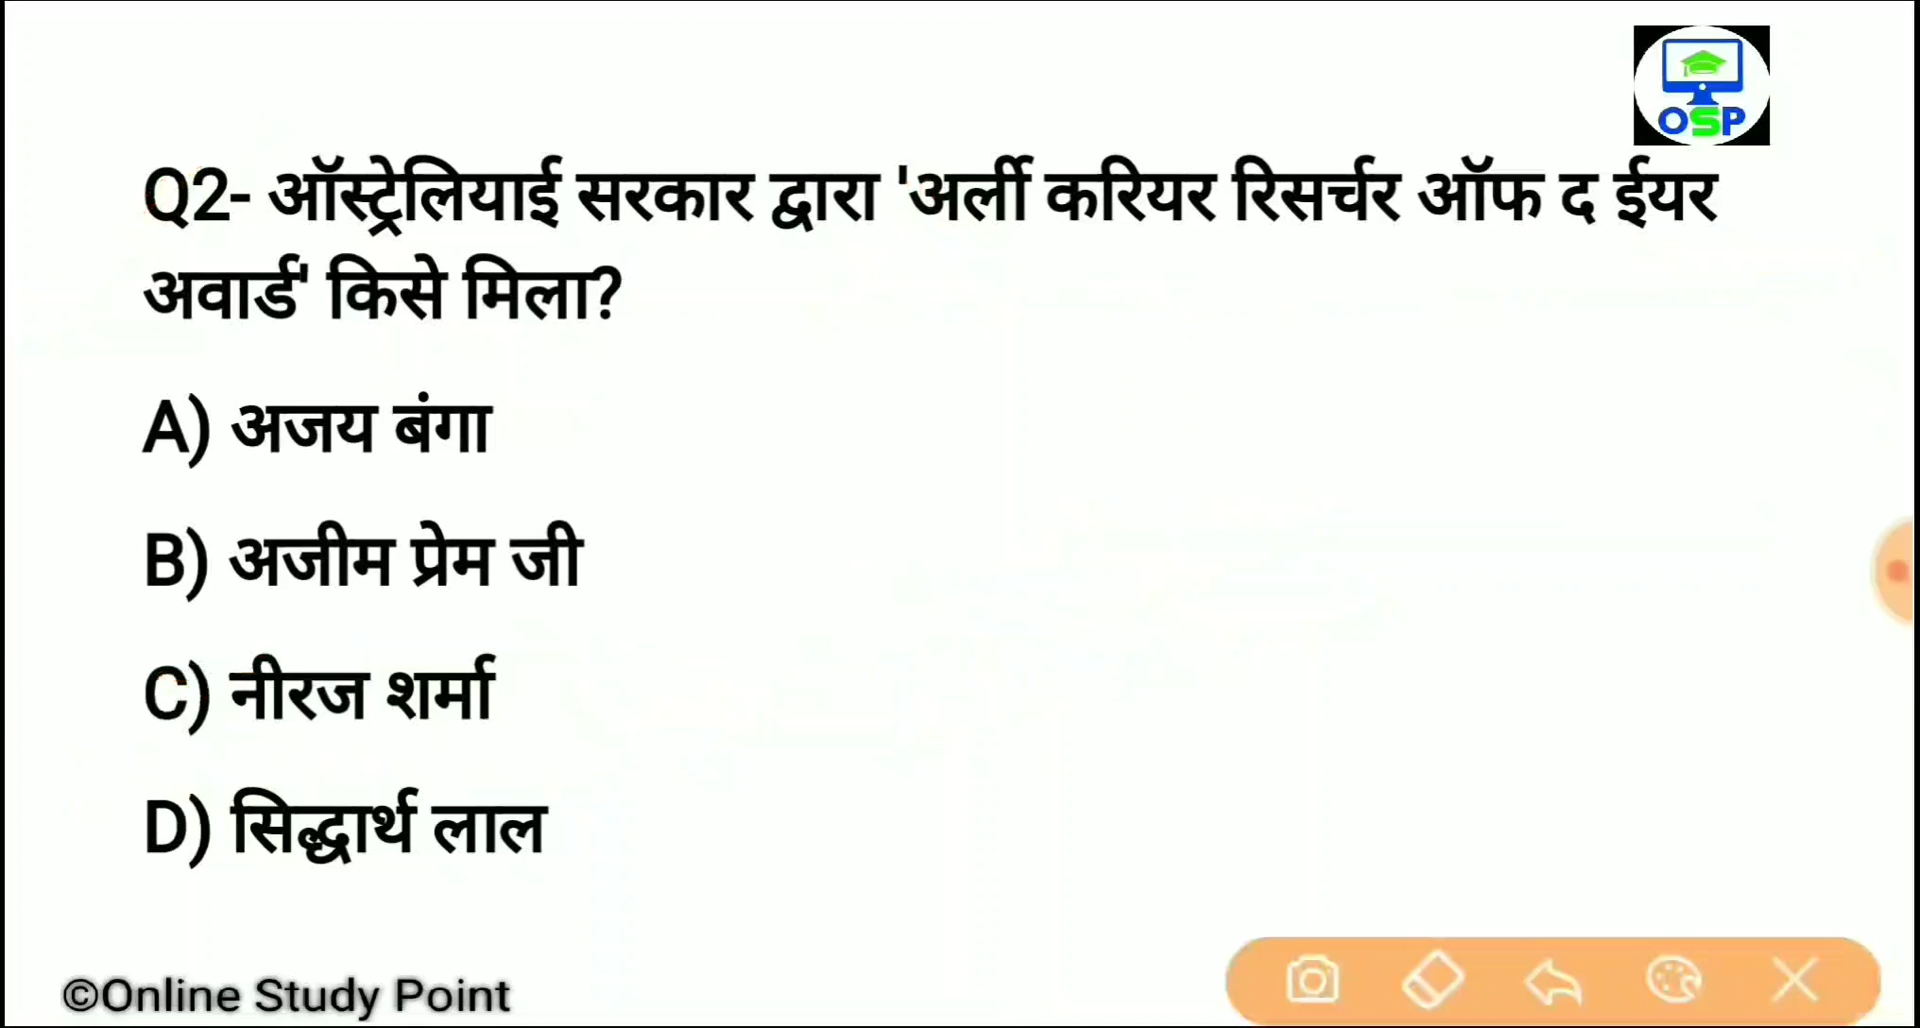 OSP
Q2- ऑस्ट्रेलियाई सरकार द्वारा 'अर्ली करियर रिसर्चर ऑफ द ईयर
अवार्ड' किसे मिला?
A) अजय बंगा
B) अजीम प्रेम जी
C) नीरज शर्मा
D) सिद्धार्थ लाल
©Online Study Point